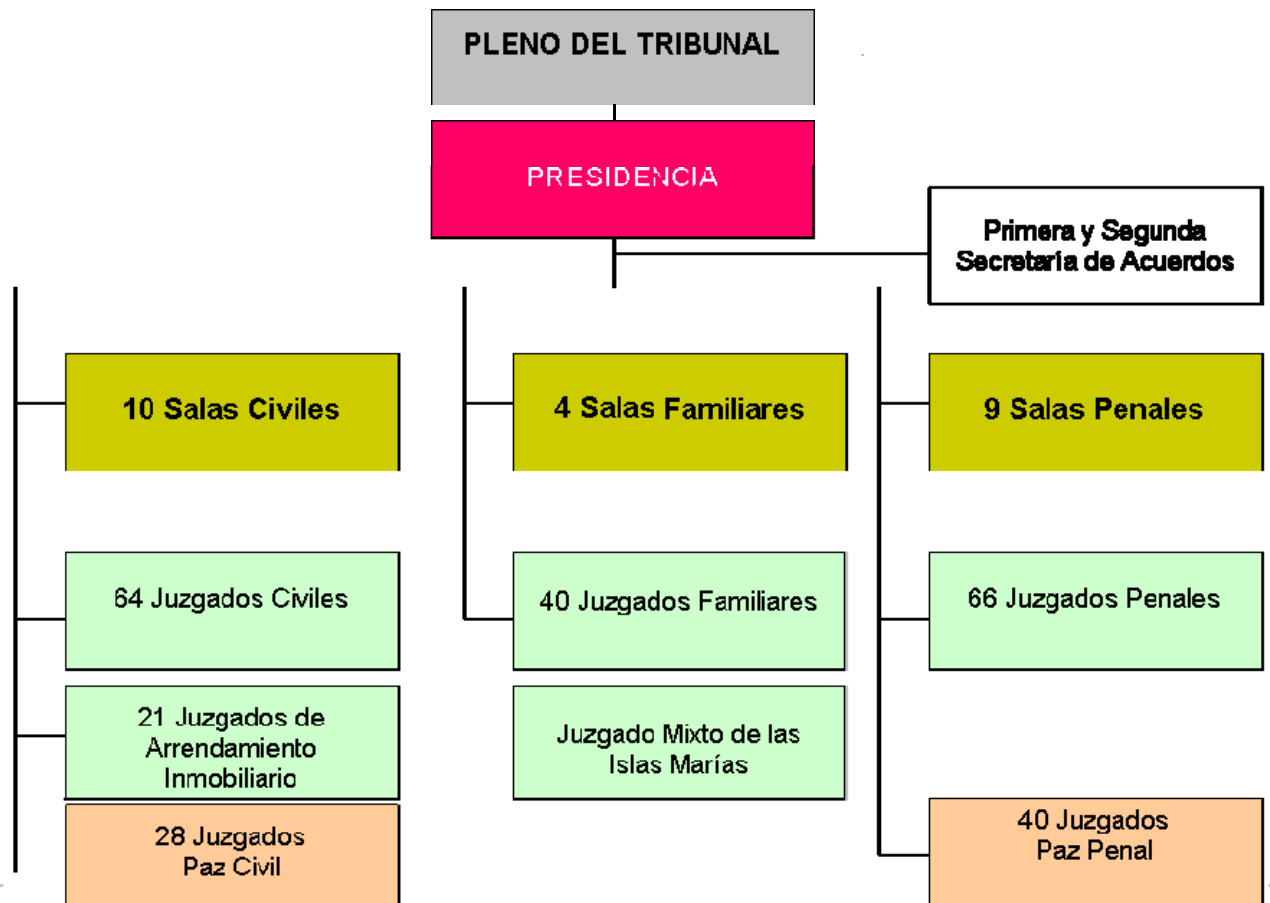 PLENO DEL TRIBUNAL
PRESIDENCIA
Primera y Segunda
Secretaría de Acuerdos
10 Salas Civiles
4 Salas Familiares
9 Salas Penales
64 Juzgados Civiles
40 Juzgados Familiares
66 Juzgados Penales
21 Juzgados de
Arrendamiento
Inmobiliario
Juzgado Mixto de las
Islas Marías
28 Juzgados
Paz Civil
40 Juzgados
Paz Penal